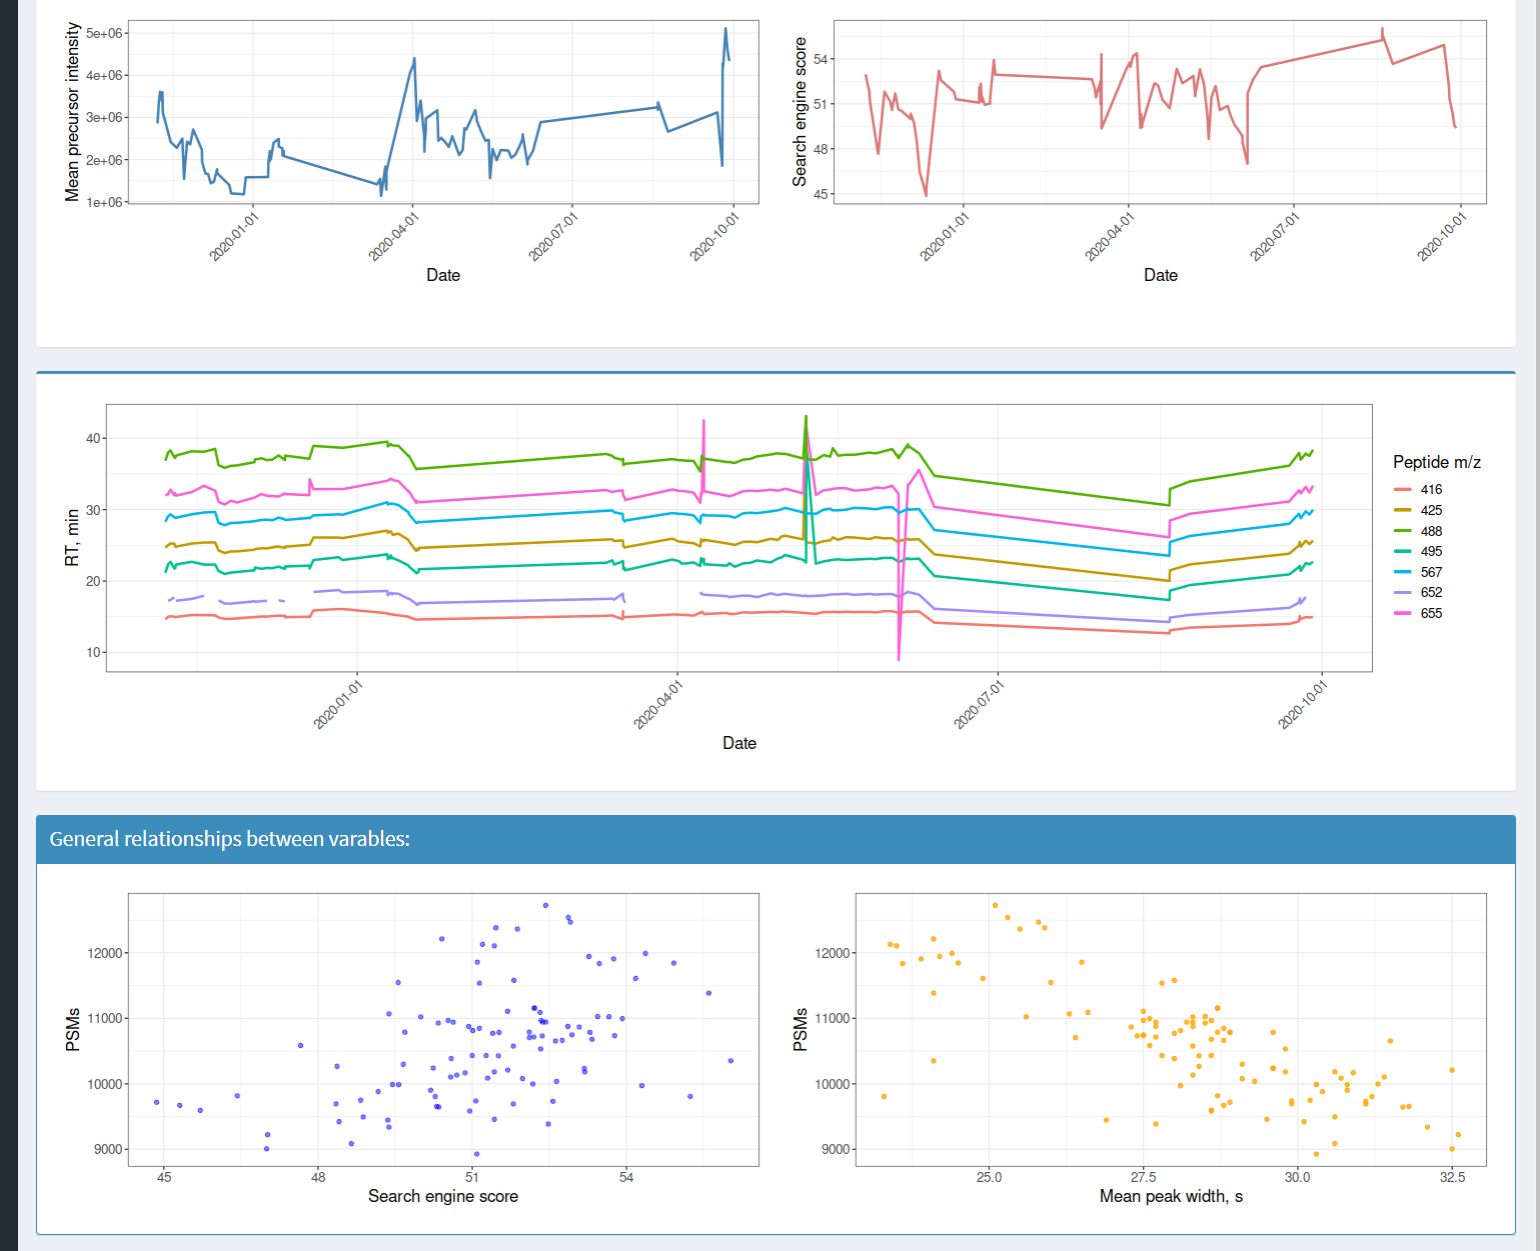 Mean precursor intensity
5e+06
4e+06
3e+06
2e+06
1e+06
2020-01-01
2020-04-01
2020-07-01
2020-10-01
Date
Search engine score
54
51
48
45
2020-01-01
2020-04-01
2020-07-01
2020-10-01
Date
RT, min
40
30
20
10
2020-01-01
2020-04-01
2020-07-01
2020-10-01
Date
Peptide m/z
416
425
488
495
567
652
655
General relationships between varables:
PSMs
12000
11000
10000
9000
45
48
51
54
Search engine score
PSMs
12000
11000
10000
9000
25.0
27.5
30.0
32.5
Mean peak width, s